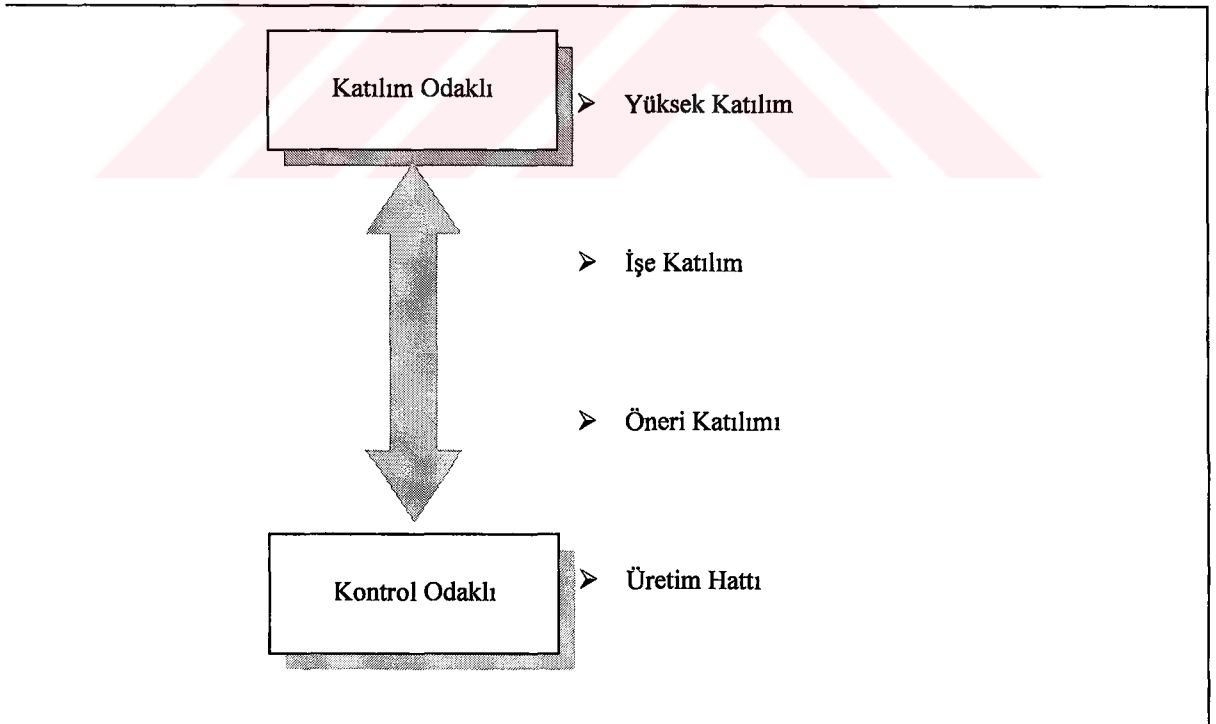 Katılım Odaklı
➢ Yüksek Katılım
➢ İşe Katılım
➢ Öneri Katılımı
Kontrol Odaklı
➢ Üretim Hattı